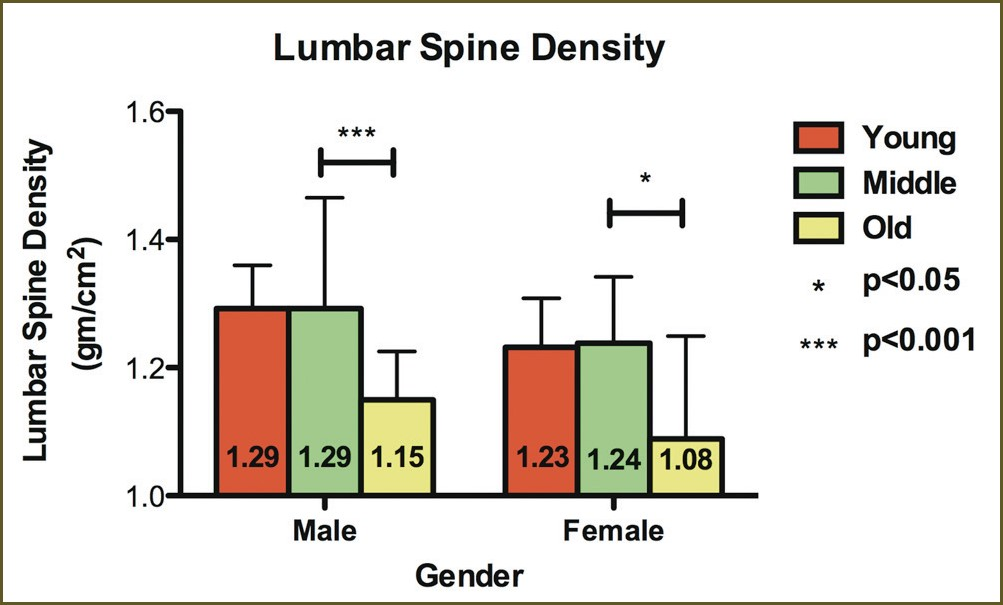 Lumbar Spine Density
Lumbar Spine Density
(gm/cm²)
1.6
1.4
1.2
1.0
***
*
1.29
1.29
1.15
1.23
1.24
1.08
Male
Female
Gender
Young
Middle
Old
* p<0.05
*** p<0.001